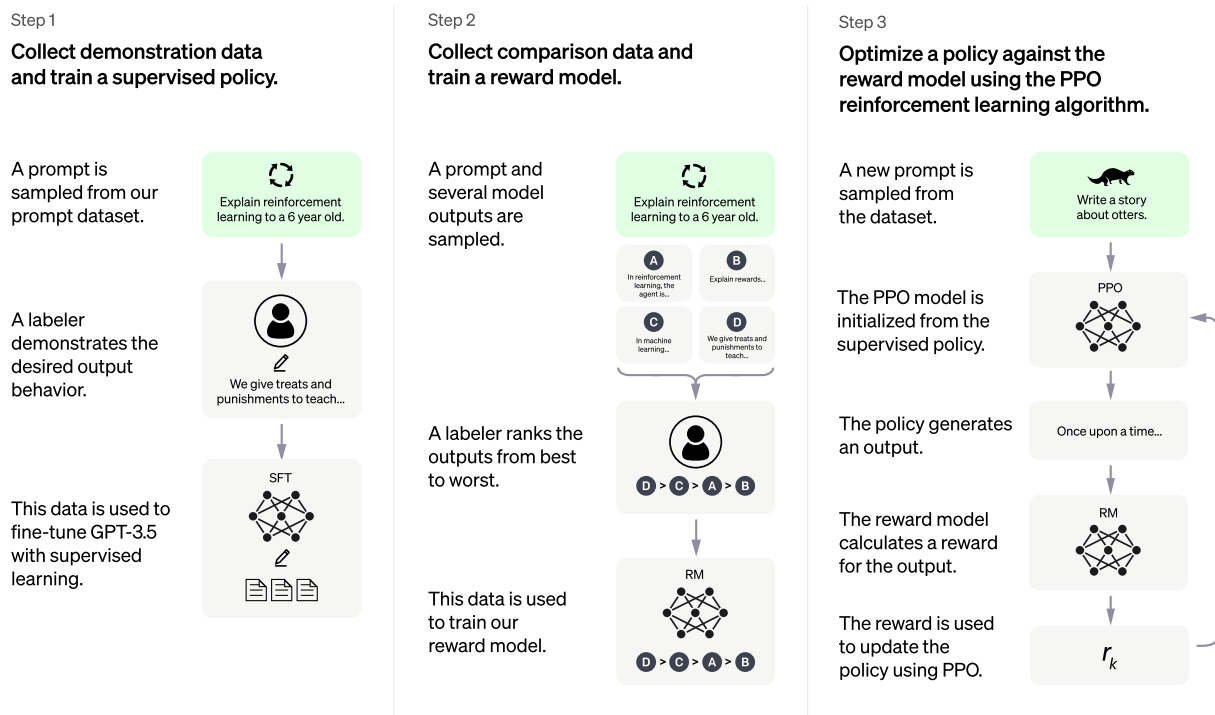 Step 1
Collect demonstration data
and train a supervised policy.
A prompt is
sampled from our
prompt dataset.
Explain reinforcement
learning to a 6 year old.
A labeler
demonstrates the
desired output
behavior.
We give treats and
punishments to teach...
This data is used to
fine-tune GPT-3.5
with supervised
learning.
SFT
Step 2
Collect comparison data and
train a reward model.
A prompt and
several model
outputs are
sampled.
Explain reinforcement
learning to a 6 year old.
A
In reinforcement
learning, the
agent is...
B
Explain rewards...
C
In machine
learning...
D
We give treats and
punishments to
teach...
A labeler ranks the
outputs from best
to worst.
D > C > A > B
This data is used
to train our
reward model.
RM
D > C > A > B
Step 3
Optimize a policy against the
reward model using the PPO
reinforcement learning algorithm.
A new prompt is
sampled from
the dataset.
Write a story
about otters.
The PPO model is
initialized from the
supervised policy.
PPO
The policy generates
an output.
Once upon a time...
The reward model
calculates a reward
for the output.
RM
The reward is used
to update the
policy using PPO.
r_k